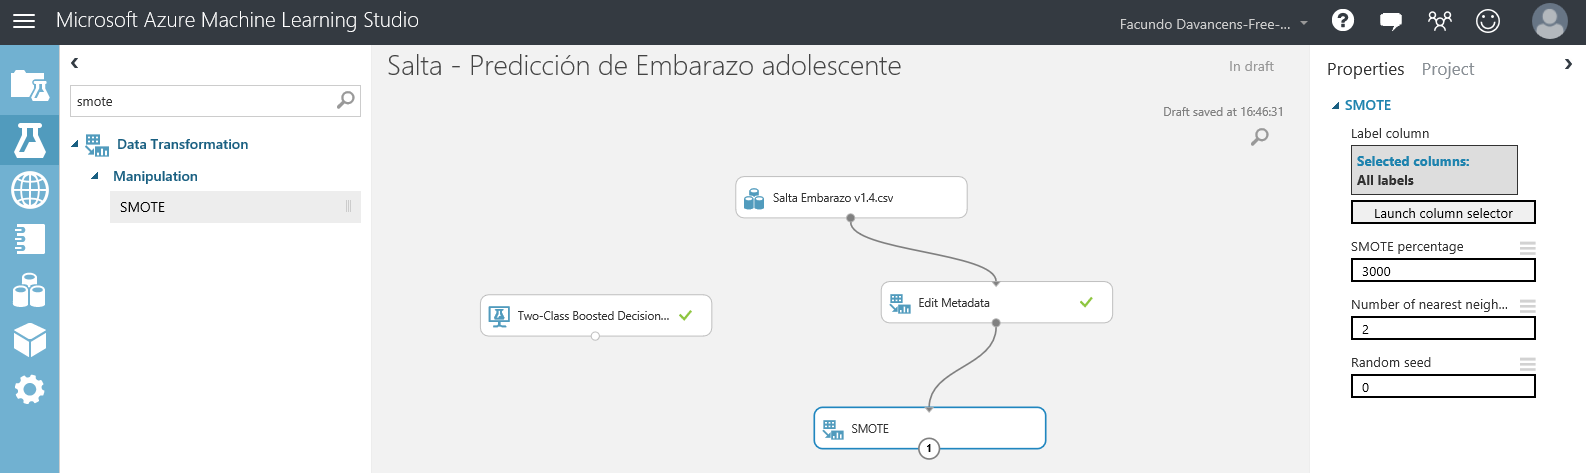 Microsoft Azure Machine Learning Studio
Facundo Davancens-Free-...
?
smote
Data Transformation
Manipulation
SMOTE
Salta - Predicción de Embarazo adolescente
In draft
Draft saved at 16:46:31
Salta Embarazo v1.4.csv
Edit Metadata
Two-Class Boosted Decision...
SMOTE
1
Properties Project
SMOTE
Label column
Selected columns:
All labels
Launch column selector
SMOTE percentage
3000
Number of nearest neigh...
2
Random seed
0